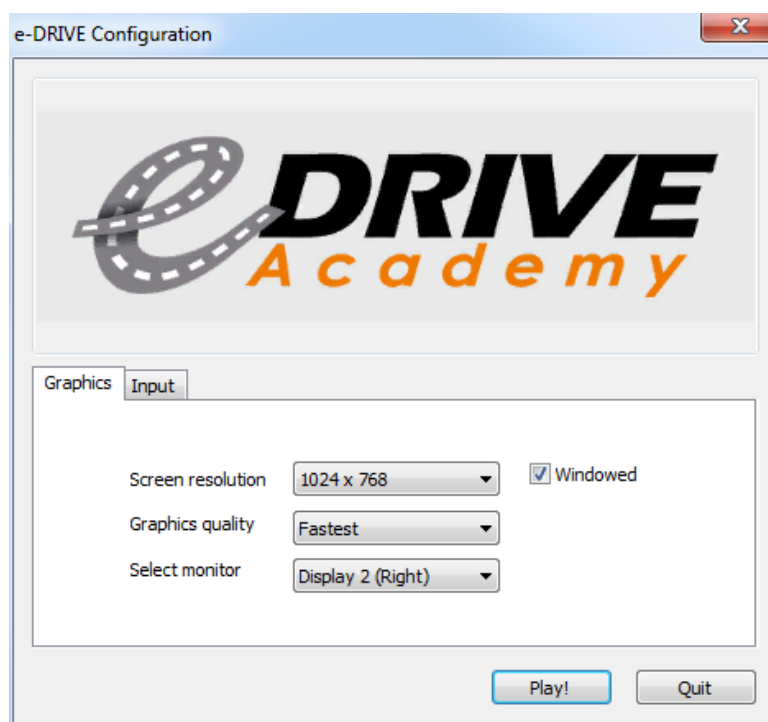 e-DRIVE Configuration
eDRIVE
Academy
Graphics Input
Screen resolution 1024 x 768 Windowed
Graphics quality Fastest
Select monitor Display 2 (Right)
Play! Quit